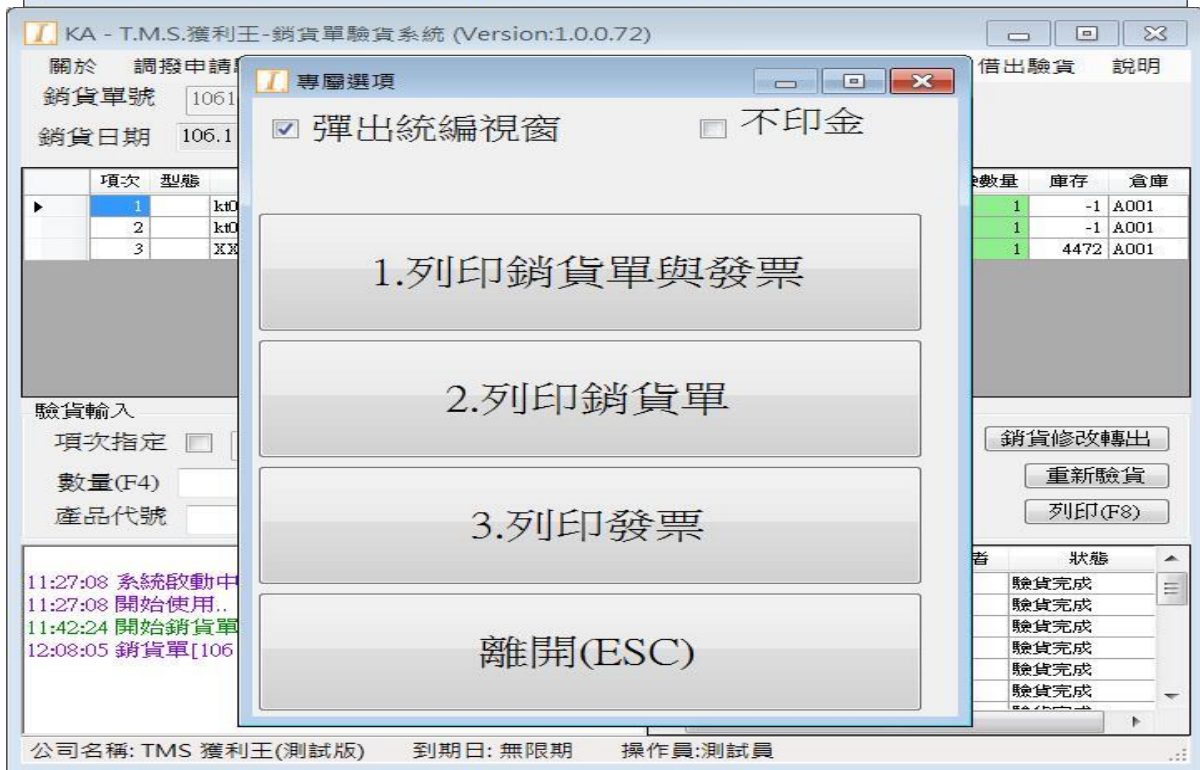 KA - T.M.S.獲利王-銷貨單驗貨系統 (Version:1.0.0.72)
關於 調撥申請 借出驗貨 說明
專屬選項
銷貨單號 1061
彈出統編視窗 不印金
銷貨日期 106.1
項次 型態 數量 庫存 倉庫
1 kt0 1 -1 A001
2 kt0 1 -1 A001
3 XX 1 4472 A001
1.列印銷貨單與發票
2.列印銷貨單
驗貨輸入
項次指定 銷貨修改轉出
數量(F4) 重新驗貨
產品代號 列印(F8)
3.列印發票
者 狀態
11:27:08 系統啟動中 驗貨完成
11:27:08 開始使用.. 驗貨完成
11:42:24 開始銷貨單 驗貨完成
12:08:05 銷貨單[106 驗貨完成
驗貨完成
驗貨完成
離開(ESC)
公司名稱: TMS 獲利王(測試版) 到期日: 無限期 操作員:測試員